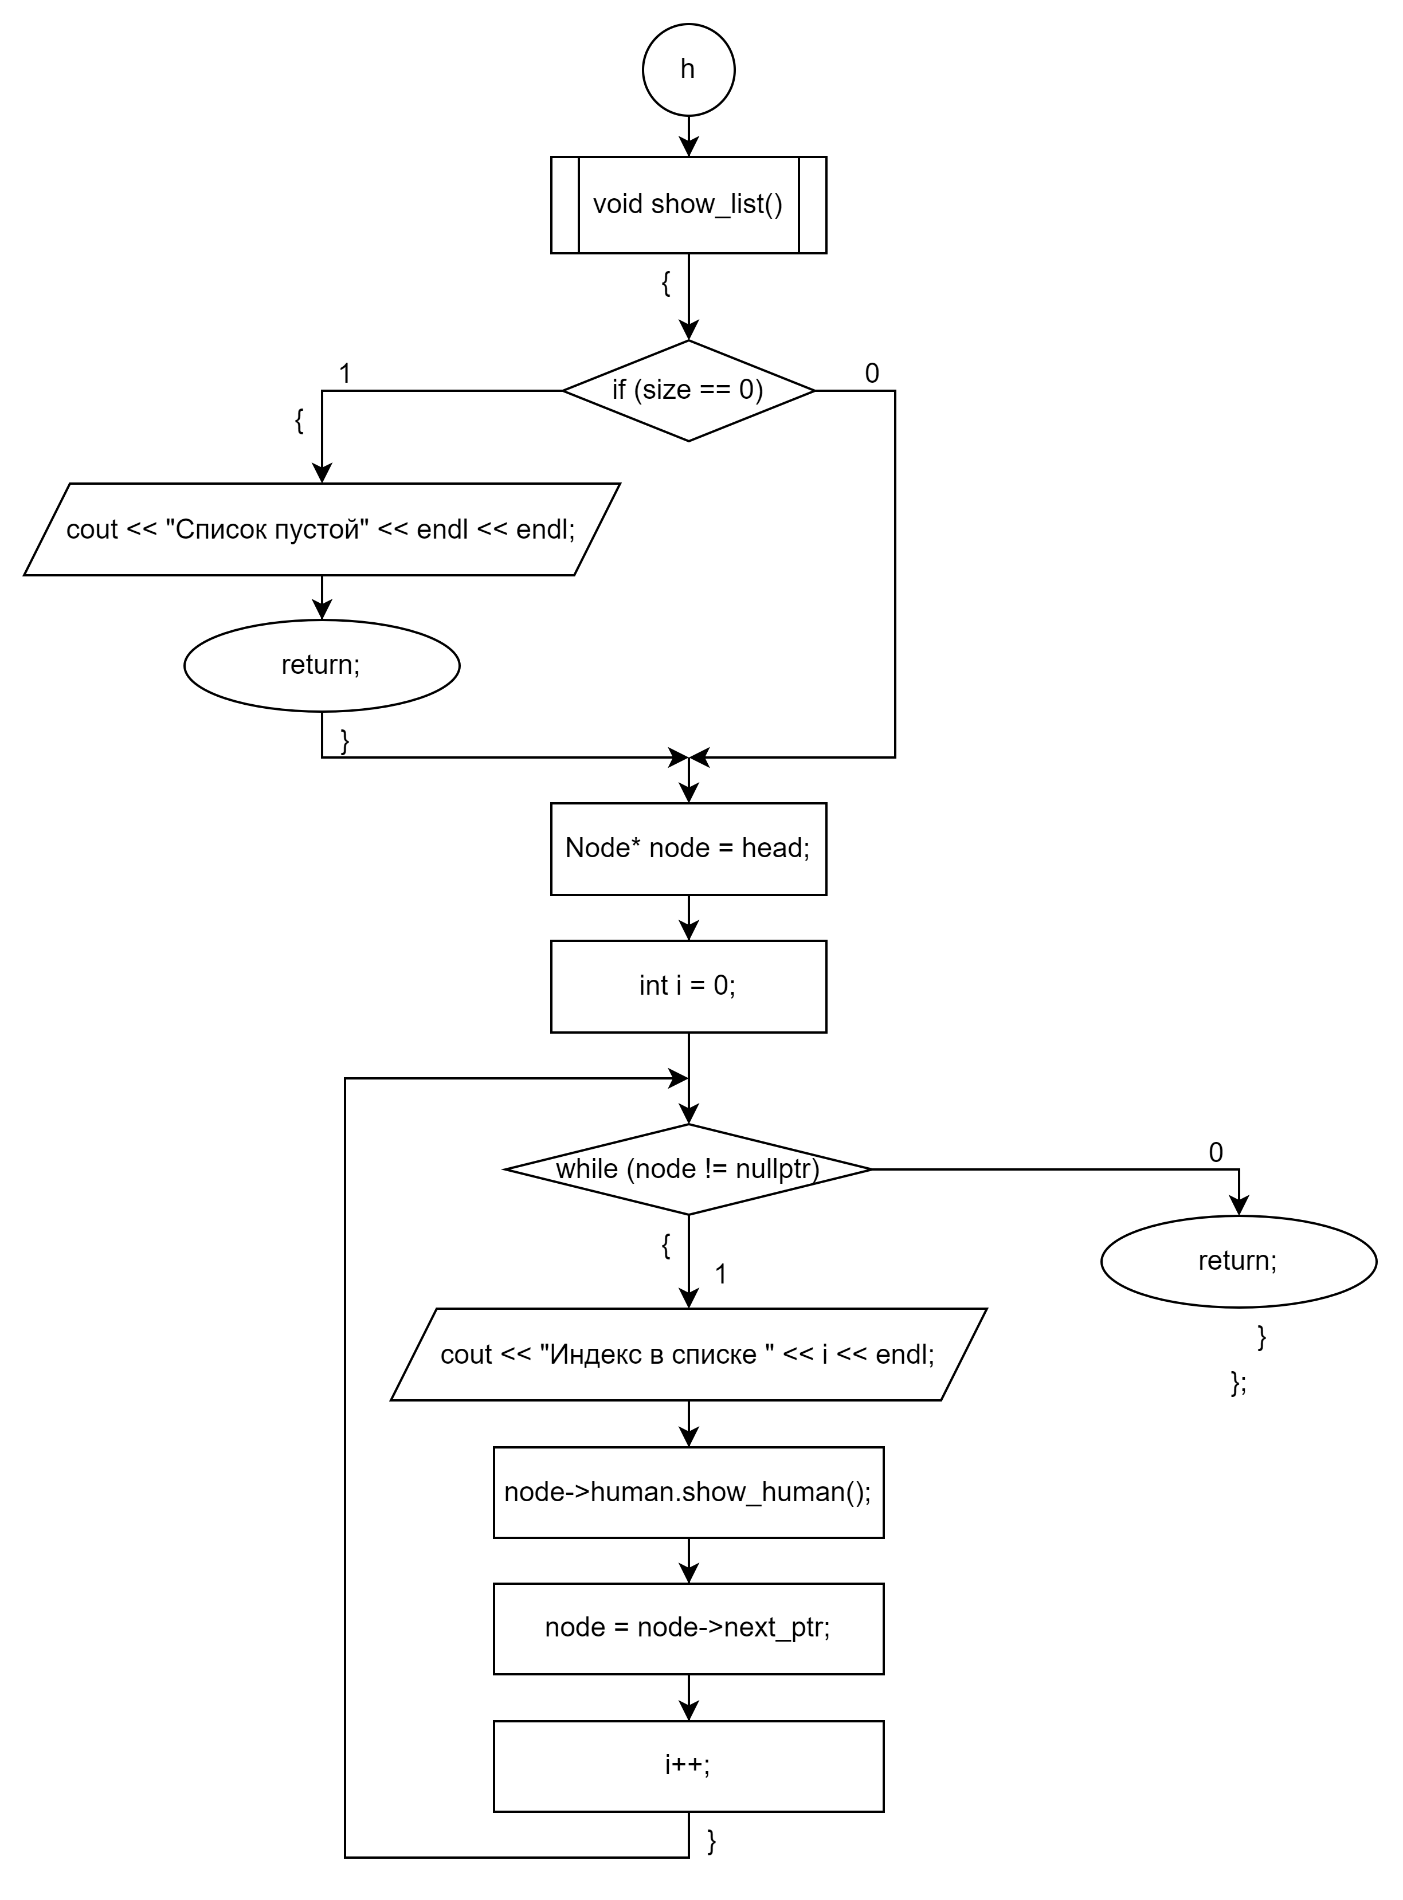 h
void show_list()
{
if (size == 0)
1
0
{
cout << "Список пустой" << endl << endl;
return;
}
Node* node = head;
int i = 0;
while (node != nullptr)
0
{
1
return;
}
};
cout << "Индекс в списке " << i << endl;
node->human.show_human();
node = node->next_ptr;
i++;
}